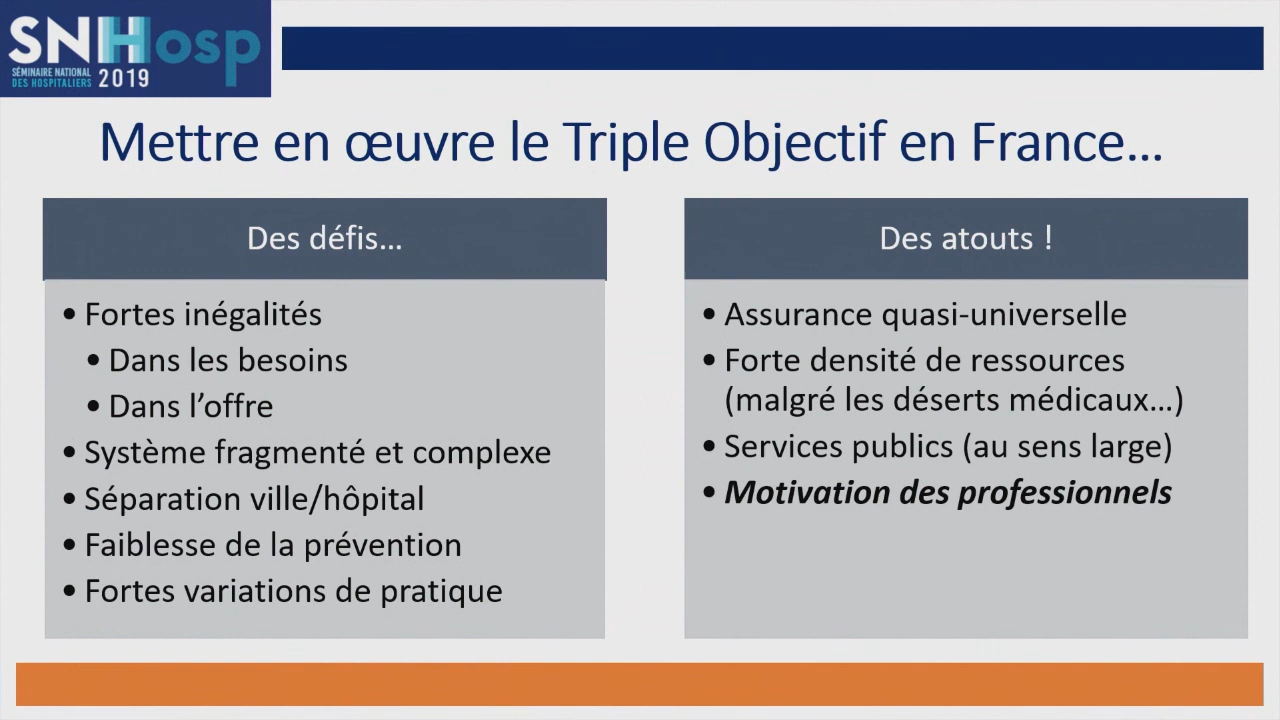 SNHosp
SÉMINAIRE NATIONAL
DES HOSPITALIERS 2019
Mettre en œuvre le Triple Objectif en France…
Des défis…
• Fortes inégalités
• Dans les besoins
• Dans l’offre
• Système fragmenté et complexe
• Séparation ville/hôpital
• Faiblesse de la prévention
• Fortes variations de pratique
Des atouts !
• Assurance quasi-universelle
• Forte densité de ressources
(malgré les déserts médicaux…)
• Services publics (au sens large)
• Motivation des professionnels